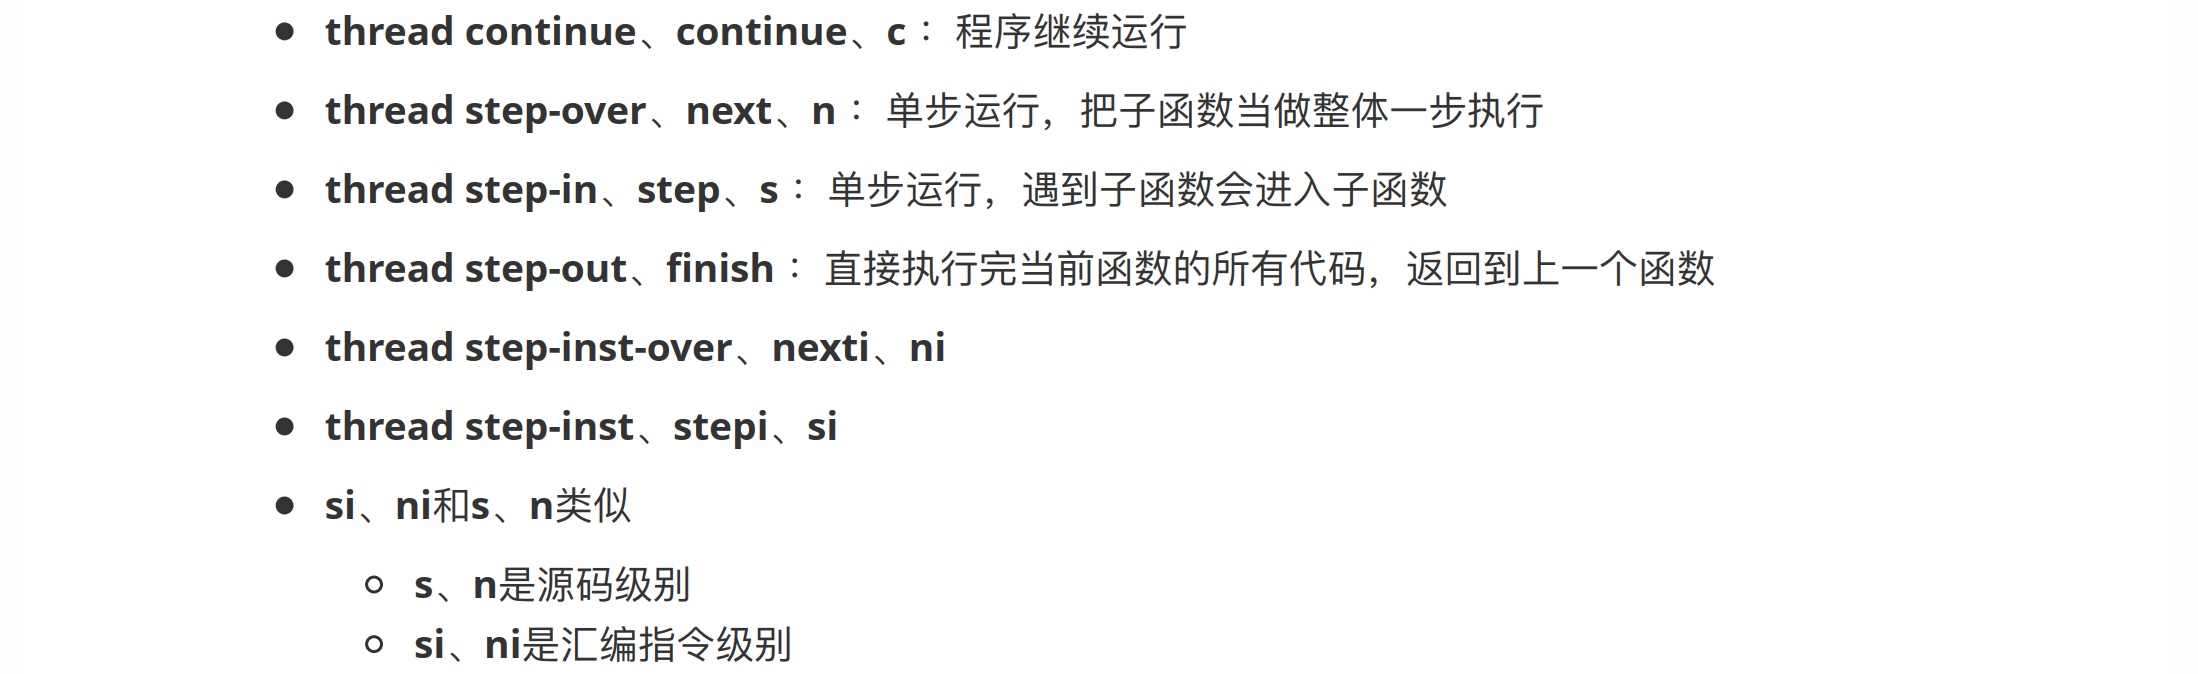 thread continue、continue、c： 程序继续运行
thread step-over、next、n： 单步运行，把子函数当做整体一步执行
thread step-in、step、s： 单步运行，遇到子函数会进入子函数
thread step-out、finish： 直接执行完当前函数的所有代码，返回到上一个函数
thread step-inst-over、nexti、ni
thread step-inst、stepi、si
si、ni和s、n类似
s、n是源码级别
si、ni是汇编指令级别